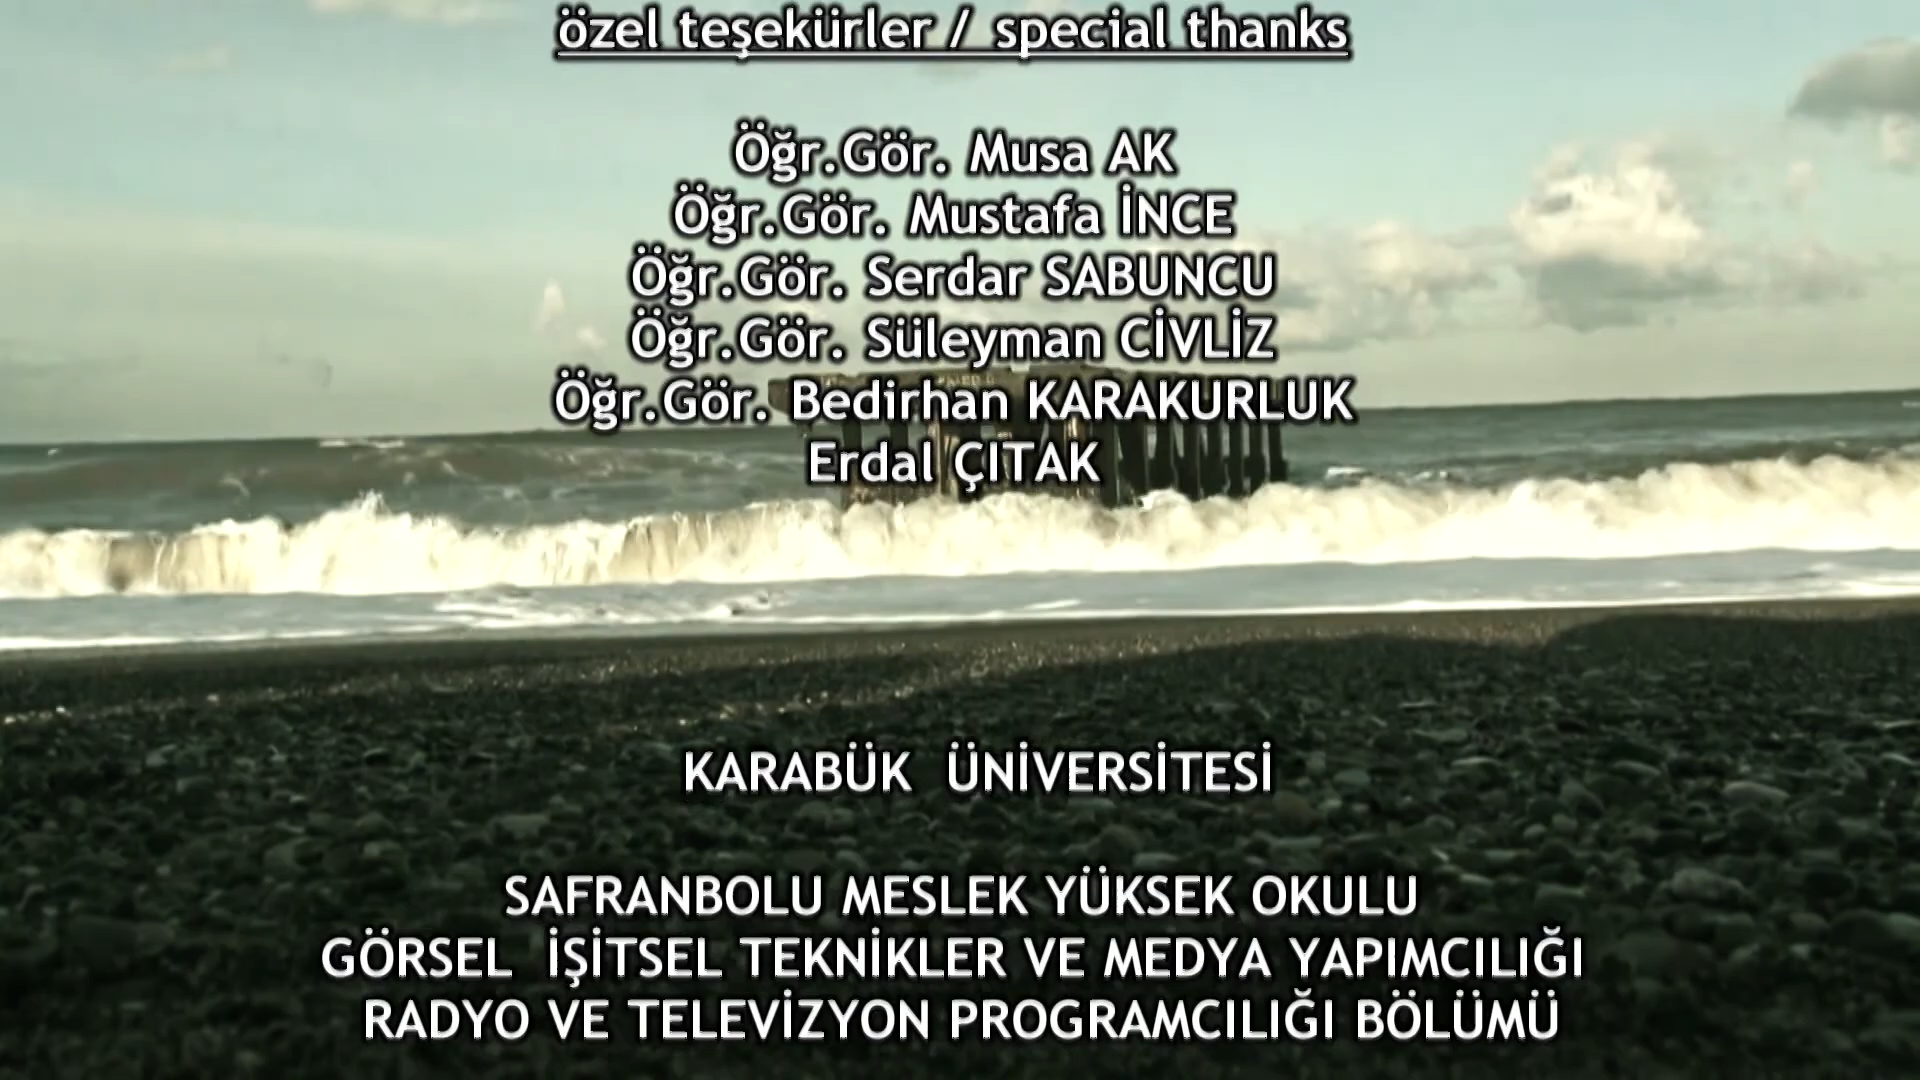 özel teşekürler / special thanks
Öğr.Gör. Musa AK
Öğr.Gör. Mustafa İNCE
Öğr.Gör. Serdar SABUNCU
Öğr.Gör. Süleyman CİVLİZ
Öğr.Gör. Bedirhan KARAKURLUK
Erdal ÇITAK
KARABÜK ÜNİVERSİTESİ
SAFRANBOLU MESLEK YÜKSEK OKULU
GÖRSEL İŞİTSEL TEKNİKLER VE MEDYA YAPIMCILIĞI
RADYO VE TELEVİZYON PROGRAMCILIĞI BÖLÜMÜ